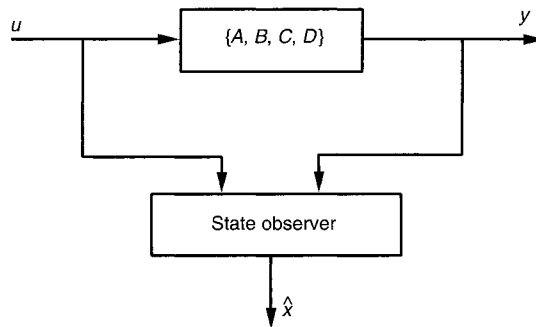 u
{A, B, C, D}
y
State observer
x̂